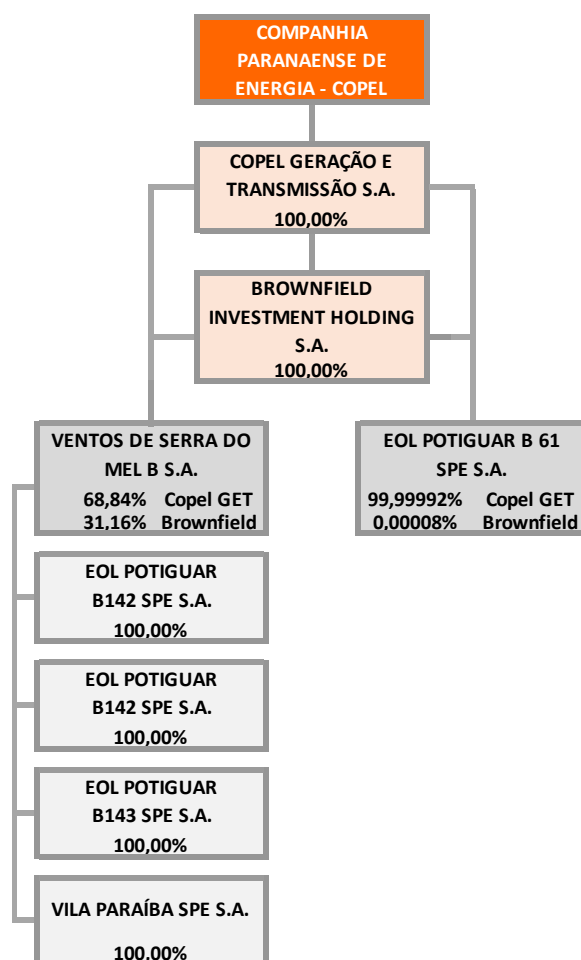 COMPANHIA
PARANAENSE DE
ENERGIA - COPEL
COPEL GERAÇÃO E
TRANSMISSÃO S.A.
100,00%
BROWNFIELD
INVESTMENT HOLDING
S.A.
100,00%
VENTOS DE SERRA DO
MEL B S.A.
68,84% Copel GET
31,16% Brownfield
EOL POTIGUAR B 61
SPE S.A.
99,99992% Copel GET
0,00008% Brownfield
EOL POTIGUAR
B142 SPE S.A.
100,00%
EOL POTIGUAR
B142 SPE S.A.
100,00%
EOL POTIGUAR
B143 SPE S.A.
100,00%
VILA PARAÍBA SPE S.A.
100,00%